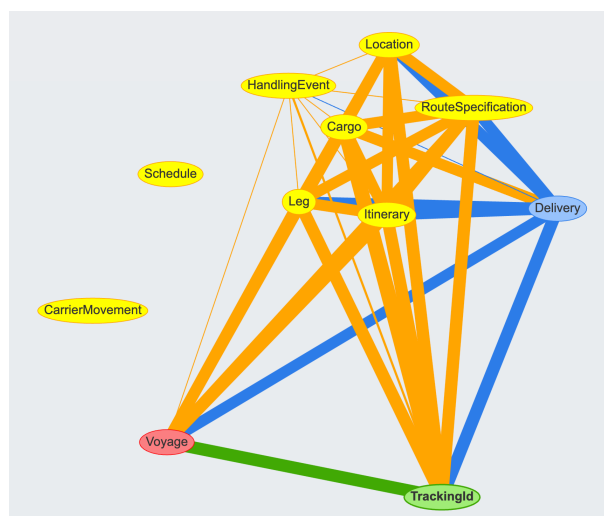 Location
HandlingEvent
RouteSpecification
Cargo
Schedule
Leg
Itinerary
Delivery
CarrierMovement
Voyage
TrackingId